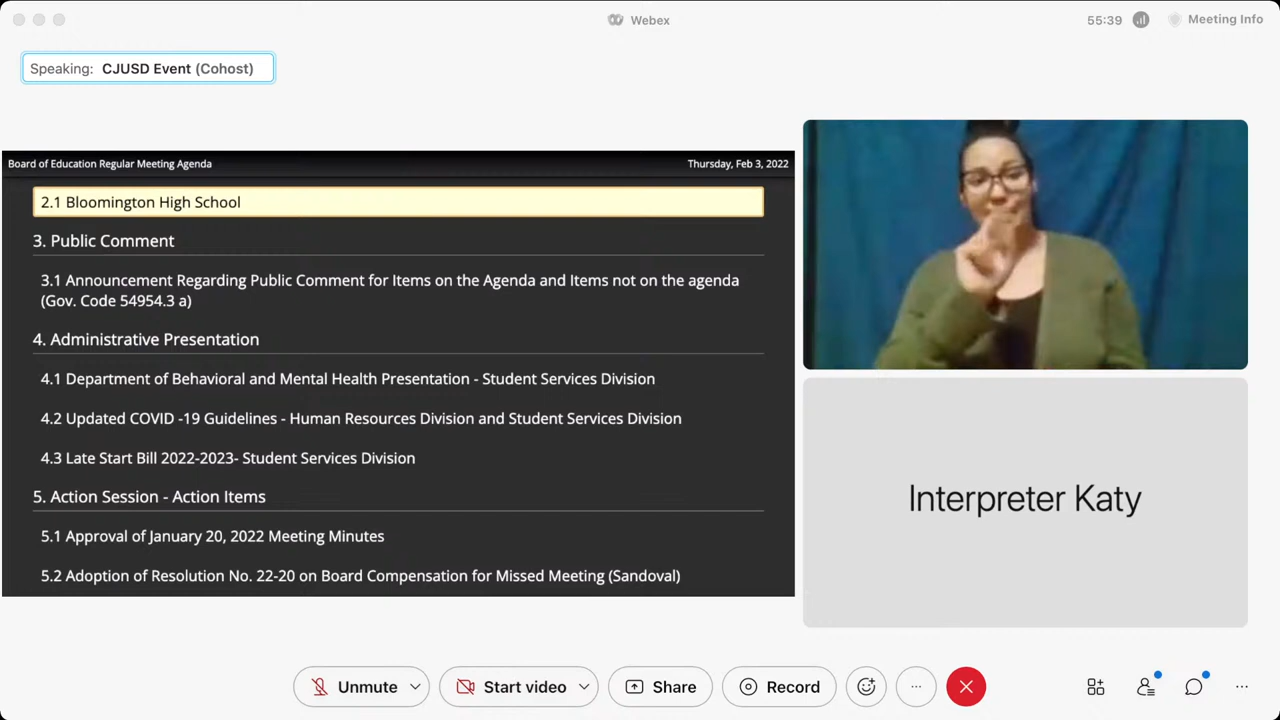 Webex
55:39
Meeting Info
Speaking: CJUSD Event (Cohost)
Board of Education Regular Meeting Agenda
Thursday, Feb 3, 2022
2.1 Bloomington High School
3. Public Comment
3.1 Announcement Regarding Public Comment for Items on the Agenda and Items not on the agenda
(Gov. Code 54954.3 a)
4. Administrative Presentation
4.1 Department of Behavioral and Mental Health Presentation - Student Services Division
4.2 Updated COVID -19 Guidelines - Human Resources Division and Student Services Division
4.3 Late Start Bill 2022-2023- Student Services Division
5. Action Session - Action Items
5.1 Approval of January 20, 2022 Meeting Minutes
5.2 Adoption of Resolution No. 22-20 on Board Compensation for Missed Meeting (Sandoval)
Interpreter Katy
Unmute
Start video
Share
Record